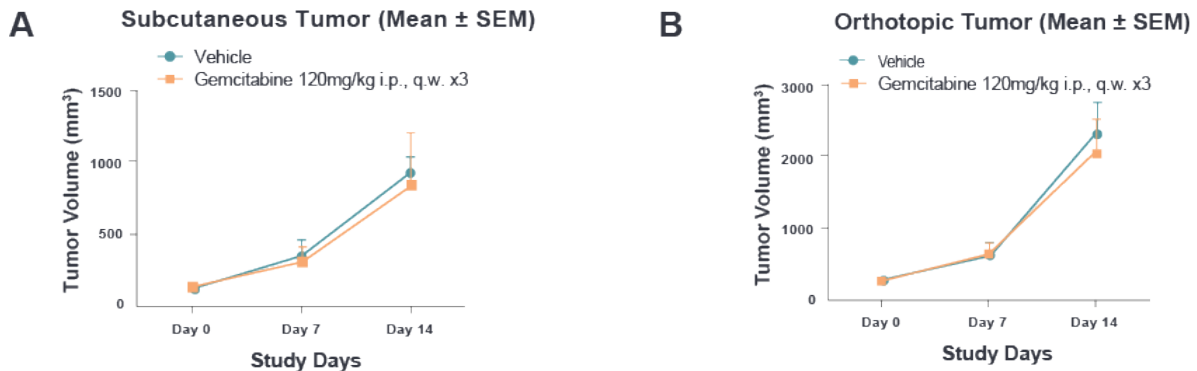 A
Subcutaneous Tumor (Mean ± SEM)
Vehicle
Gemcitabine 120mg/kg i.p., q.w. x3
Tumor Volume (mm³)
1500
1000
500
0
Day 0
Day 7
Day 14
Study Days
B
Orthotopic Tumor (Mean ± SEM)
Vehicle
Gemcitabine 120mg/kg i.p., q.w. x3
Tumor Volume (mm³)
3000
2000
1000
0
Day 0
Day 7
Day 14
Study Days